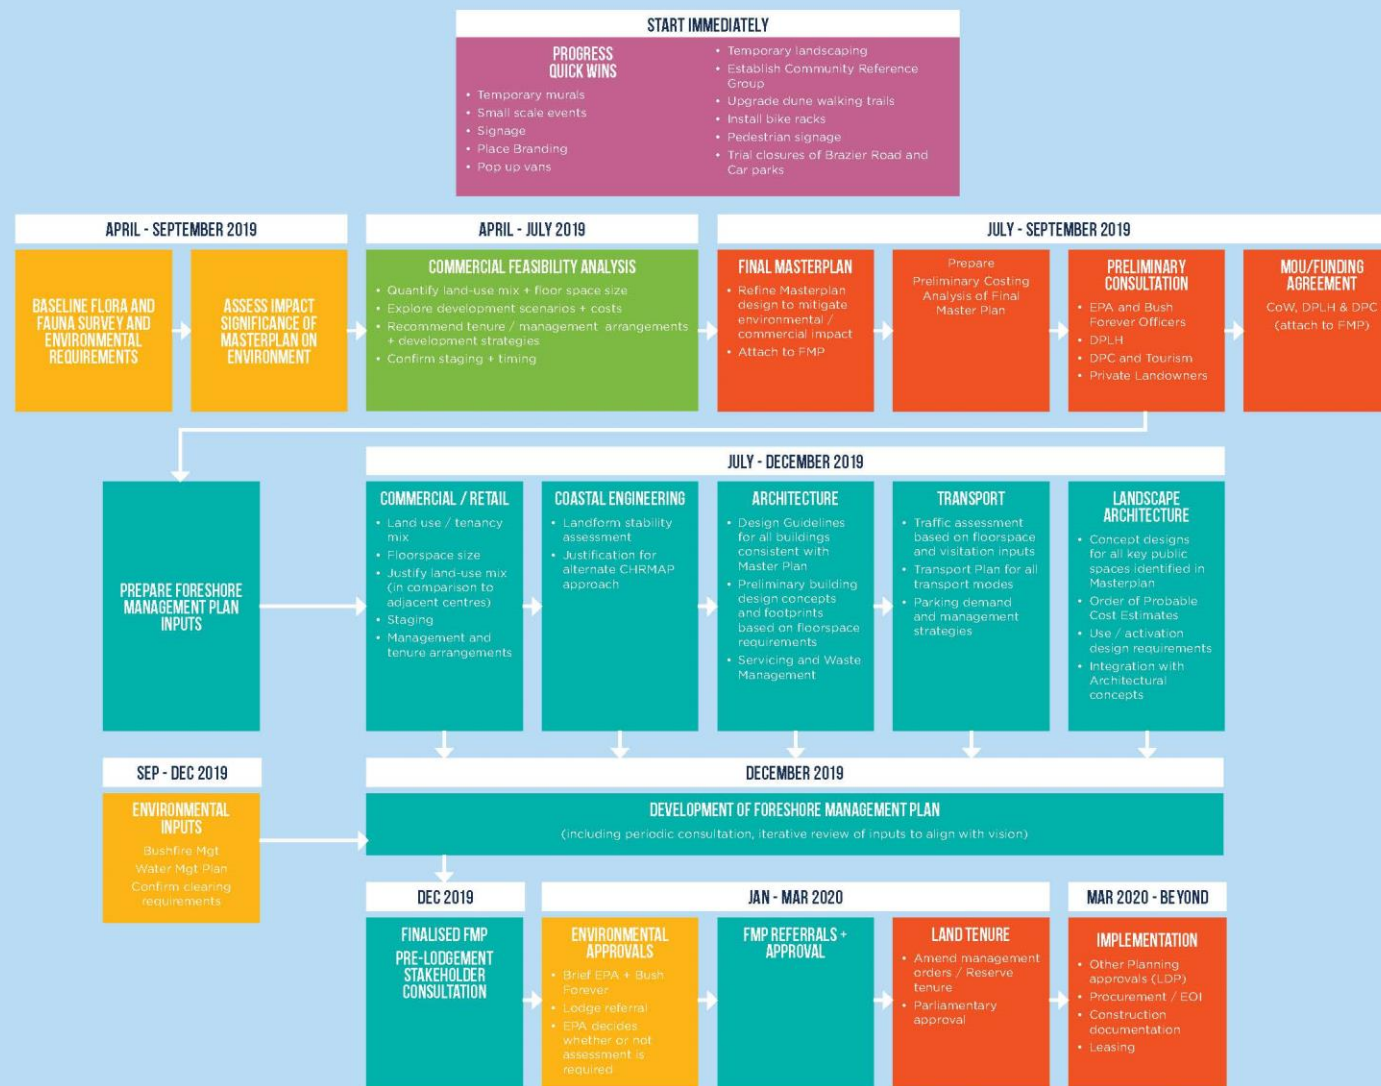 START IMMEDIATELY
PROGRESS
QUICK WINS
• Temporary murals
• Small scale events
• Signage
• Place Branding
• Pop up vans
• Temporary landscaping
• Establish Community Reference
Group
• Upgrade dune walking trails
• Install bike racks
• Pedestrian signage
• Trial closures of Brazier Road and
Car parks
APRIL - SEPTEMBER 2019
BASELINE FLORA AND
FAUNA SURVEY AND
ENVIRONMENTAL
REQUIREMENTS
ASSESS IMPACT
SIGNIFICANCE OF
MASTERPLAN ON
ENVIRONMENT
APRIL - JULY 2019
COMMERCIAL FEASIBILITY ANALYSIS
• Quantify land-use mix + floor space size
• Explore development scenarios + costs
• Recommend tenure / management arrangements
+ development strategies
• Confirm staging + timing
JULY - SEPTEMBER 2019
FINAL MASTERPLAN
• Refine Masterplan
design to mitigate
environmental /
commercial impact
• Attach to FMP
Prepare
Preliminary Costing
Analysis of Final
Master Plan
PRELIMINARY
CONSULTATION
• EPA and Bush
Forever Officers
• DPLH
• DPC and Tourism
• Private Landowners
MOU/FUNDING
AGREEMENT
CoW, DPLH & DPC
(attach to FMP)
PREPARE FORESHORE
MANAGEMENT PLAN
INPUTS
JULY - DECEMBER 2019
COMMERCIAL / RETAIL
• Land use / tenancy
mix
• Floorspace size
• Justify land-use mix
(in comparison to
adjacent centres)
• Staging
• Management and
tenure arrangements
COASTAL ENGINEERING
• Landform stability
assessment
• Justification for
alternate CHRMAP
approach
ARCHITECTURE
• Design Guidelines
for all buildings
consistent with
Master Plan
• Preliminary building
design concepts
and footprints
based on floorspace
requirements
• Servicing and Waste
Management
TRANSPORT
• Traffic assessment
based on floorspace
and visitation inputs
• Transport Plan for all
transport modes
• Parking demand
and management
strategies
LANDSCAPE
ARCHITECTURE
• Concept designs
for all key public
spaces identified in
Masterplan
• Order of Probable
Cost Estimates
• Use / activation
design requirements
• Integration with
Architectural
concepts
SEP - DEC 2019
ENVIRONMENTAL
INPUTS
Bushfire Mgt
Water Mgt Plan
Confirm clearing
requirements
DECEMBER 2019
DEVELOPMENT OF FORESHORE MANAGEMENT PLAN
(including periodic consultation, iterative review of inputs to align with vision)
DEC 2019
FINALISED FMP
PRE-LODGEMENT
STAKEHOLDER
CONSULTATION
JAN - MAR 2020
ENVIRONMENTAL
APPROVALS
• Brief EPA + Bush
Forever
• Lodge referral
• EPA decides
whether or not
assessment is
required
FMP REFERRALS +
APPROVAL
LAND TENURE
• Amend management
orders / Reserve
tenure
• Parliamentary
approval
MAR 2020 - BEYOND
IMPLEMENTATION
• Other Planning
approvals (LDP)
• Procurement / EOI
• Construction
documentation
• Leasing